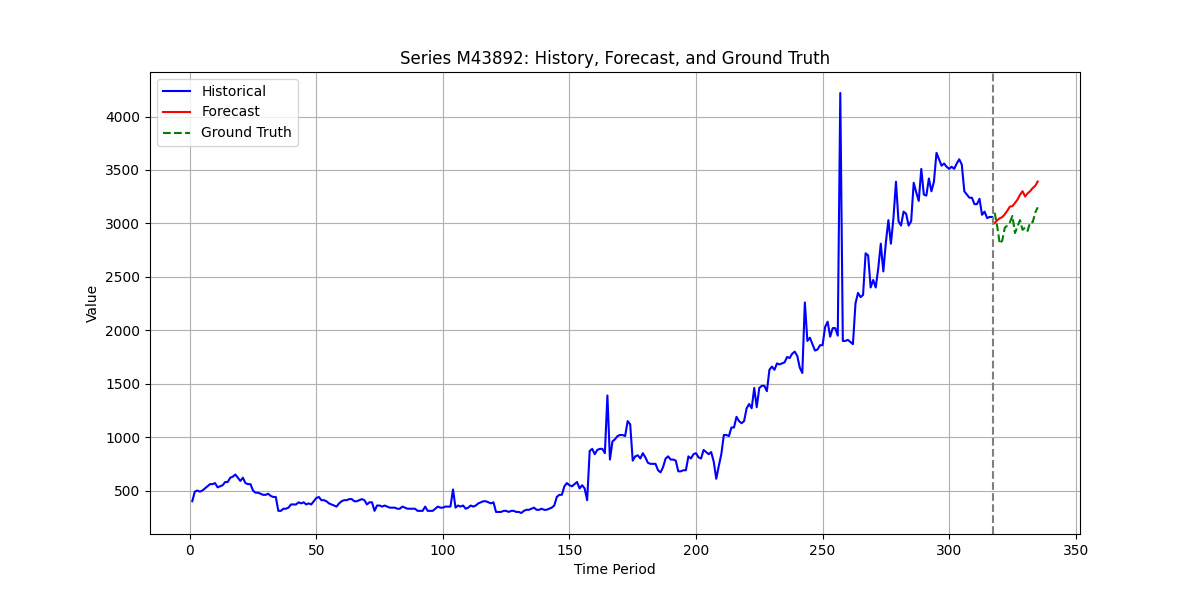 Series M43892: History, Forecast, and Ground Truth
Historical
Forecast
Ground Truth
4000
3500
3000
2500
2000
1500
1000
500
Value
0 50 100 150 200 250 300 350
Time Period